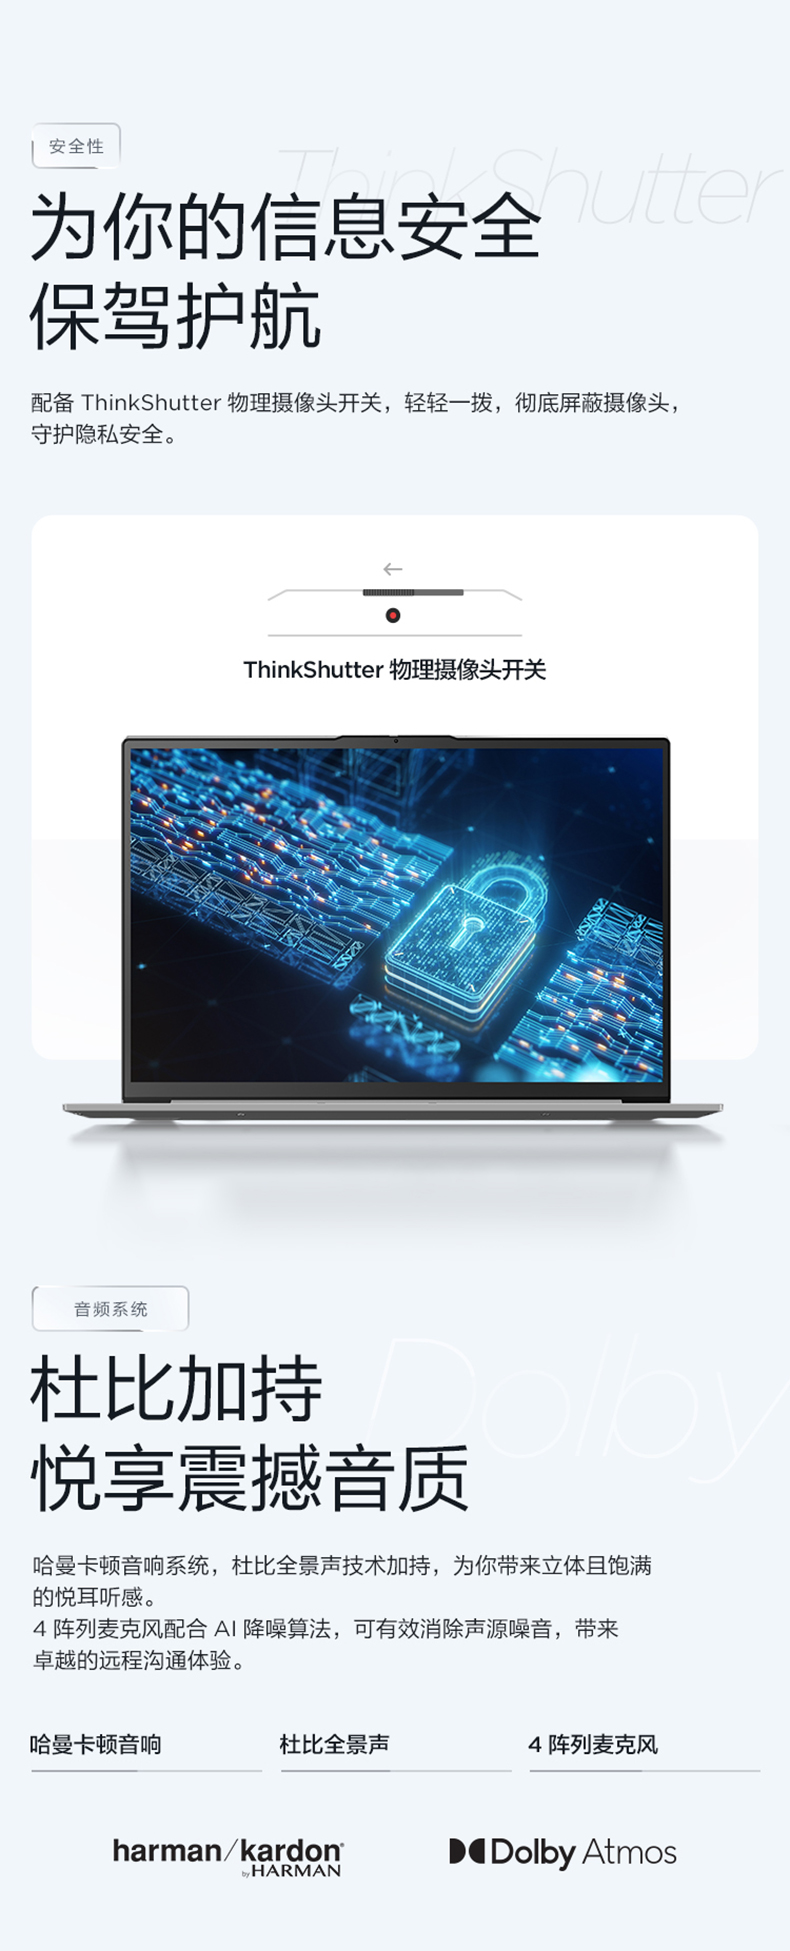 安全性
ThinkShutter
为你的信息安全
保驾护航
配备 ThinkShutter 物理摄像头开关，轻轻一拨，彻底屏蔽摄像头，
守护隐私安全。
←
ThinkShutter 物理摄像头开关
音频系统
Dolby
杜比加持
悦享震撼音质
哈曼卡顿音响系统，杜比全景声技术加持，为你带来立体且饱满
的悦耳听感。
4 阵列麦克风配合 AI 降噪算法，可有效消除声源噪音，带来
卓越的远程沟通体验。
哈曼卡顿音响 杜比全景声 4 阵列麦克风
harman/kardon® Dolby Atmos
by HARMAN